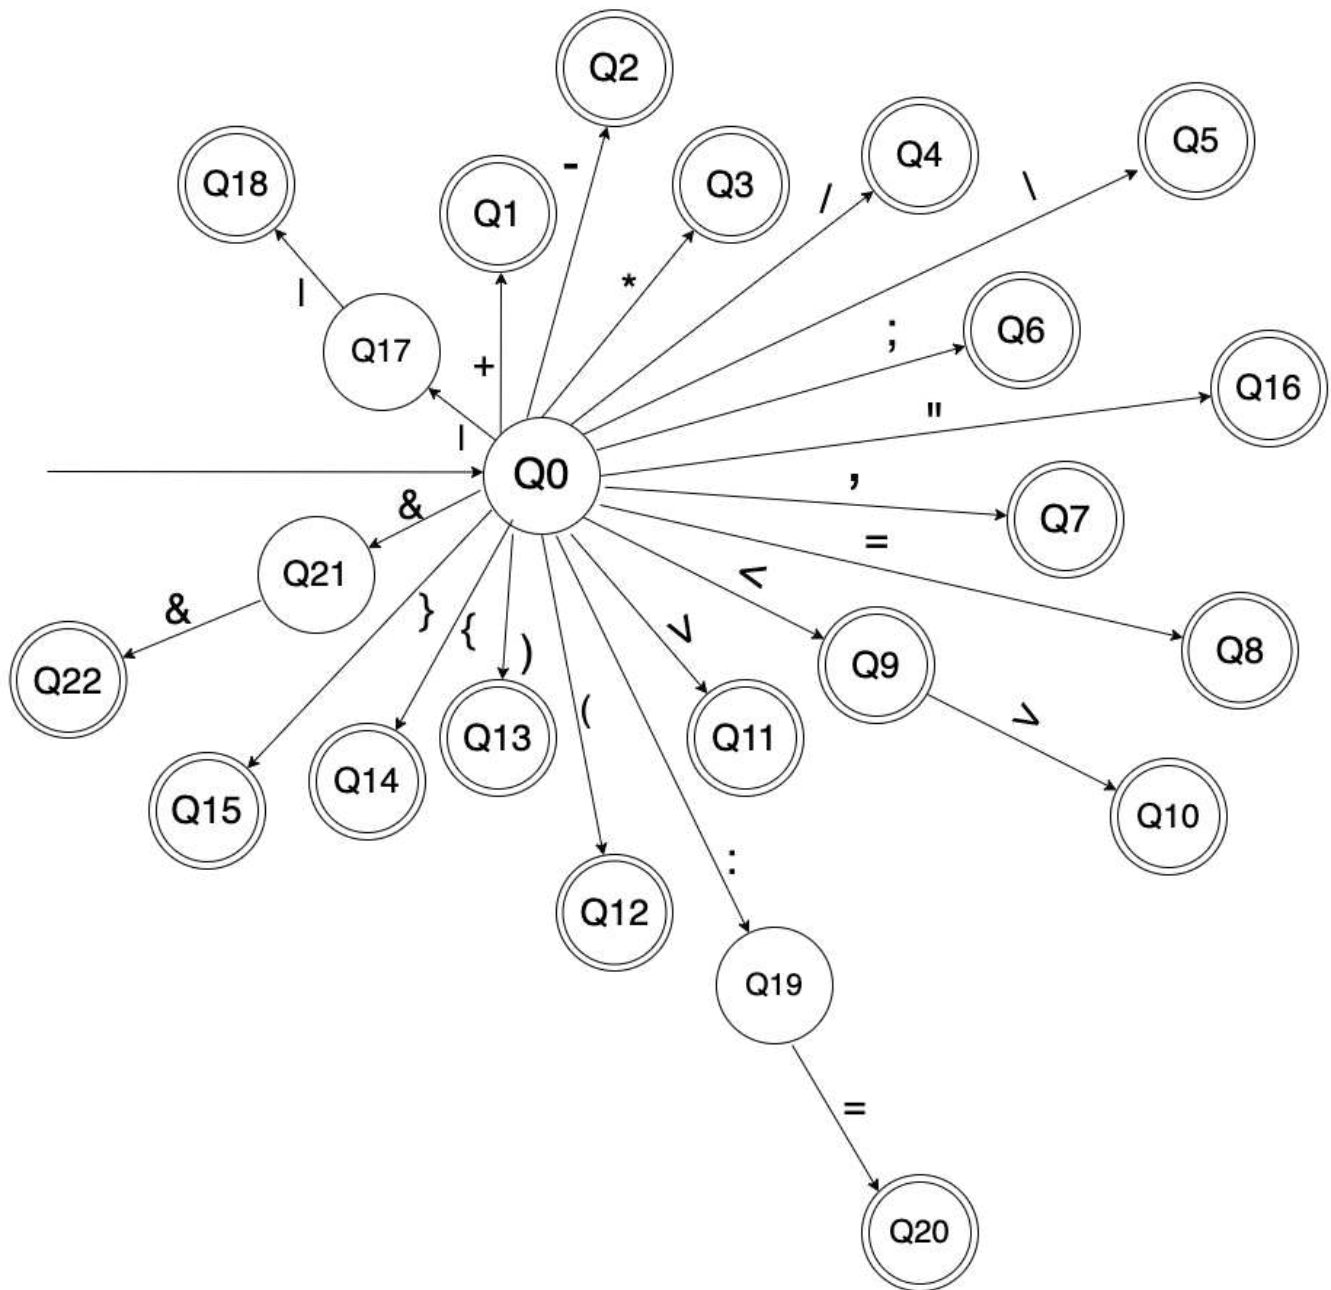 Q2
Q5
Q4
-
Q18
Q3
\
/
Q1
*
|
;
Q6
Q17
+
Q16
"
|
Q0
,
&
Q7
=
<
Q21
&
}
{
>
)
Q8
Q9
Q22
(
>
Q13
Q11
Q14
Q15
Q10
:
Q12
Q19
=
Q20